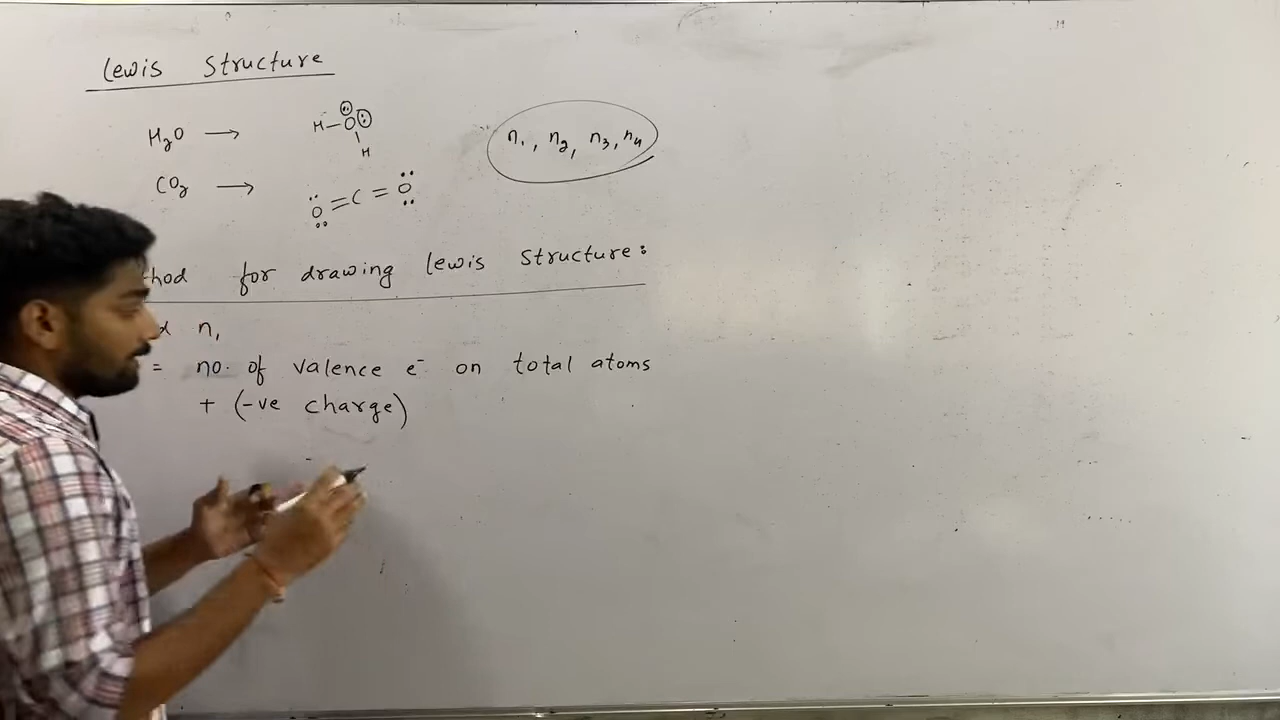 Lewis Structure
H₂O → H–O
H
n₁, n₂, n₃, n₄
CO₂ → O=C=O
for drawing lewis structure:
n₁
= no. of valence e⁻ on total atoms
+ (-ve charge)